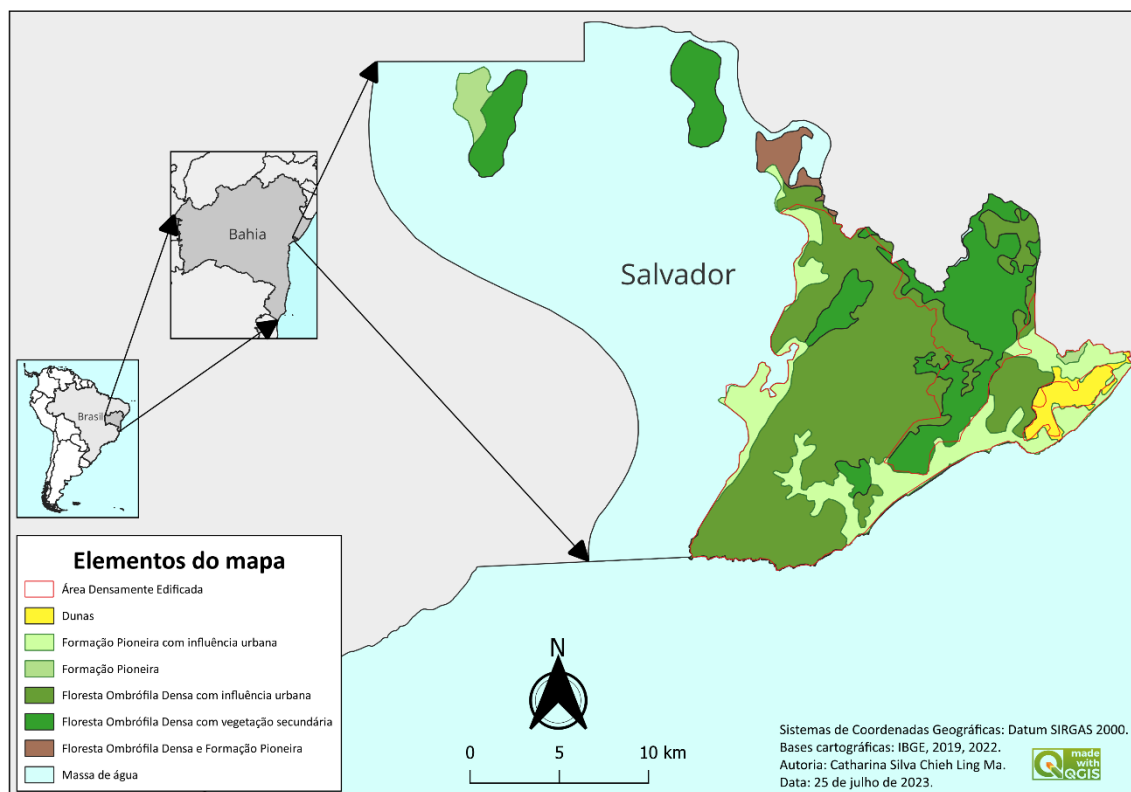 Salvador
Bahia
Brasil
Elementos do mapa
Área Densamente Edificada
Dunas
Formação Pioneira com influência urbana
Formação Pioneira
Floresta Ombrófila Densa com influência urbana
Floresta Ombrófila Densa com vegetação secundária
Floresta Ombrófila Densa e Formação Pioneira
Massa de água
N
0 5 10 km
Sistemas de Coordenadas Geográficas: Datum SIRGAS 2000.
Bases cartográficas: IBGE, 2019, 2022.
Autoria: Catharina Silva Chieh Ling Ma.
Data: 25 de julho de 2023.
made
with
QGIS